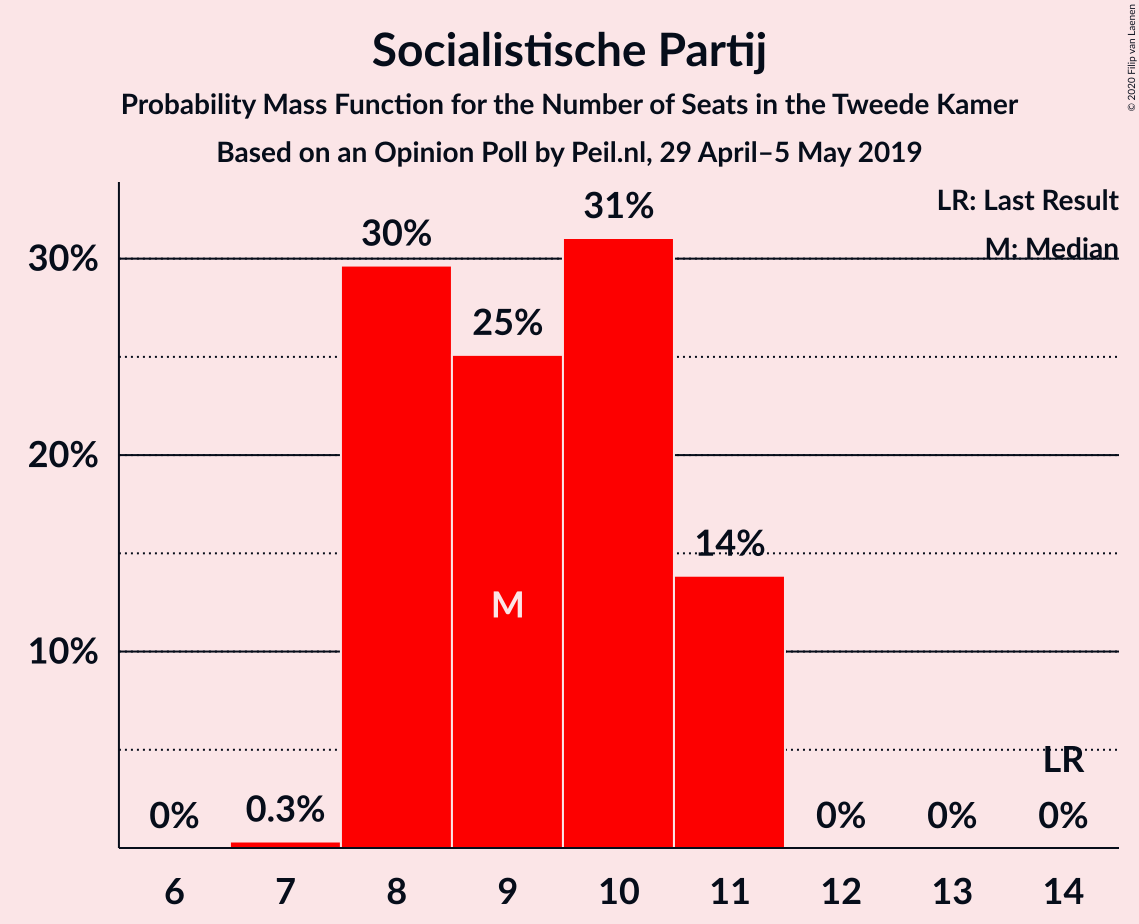 Socialistische Partij
Probability Mass Function for the Number of Seats in the Tweede Kamer
Based on an Opinion Poll by Peil.nl, 29 April–5 May 2019
© 2020 Filip van Laenen
LR: Last Result
M: Median
30%
20%
10%
0%
0.3%
30%
25%
31%
14%
0%
0%
0%
M
LR
6
7
8
9
10
11
12
13
14